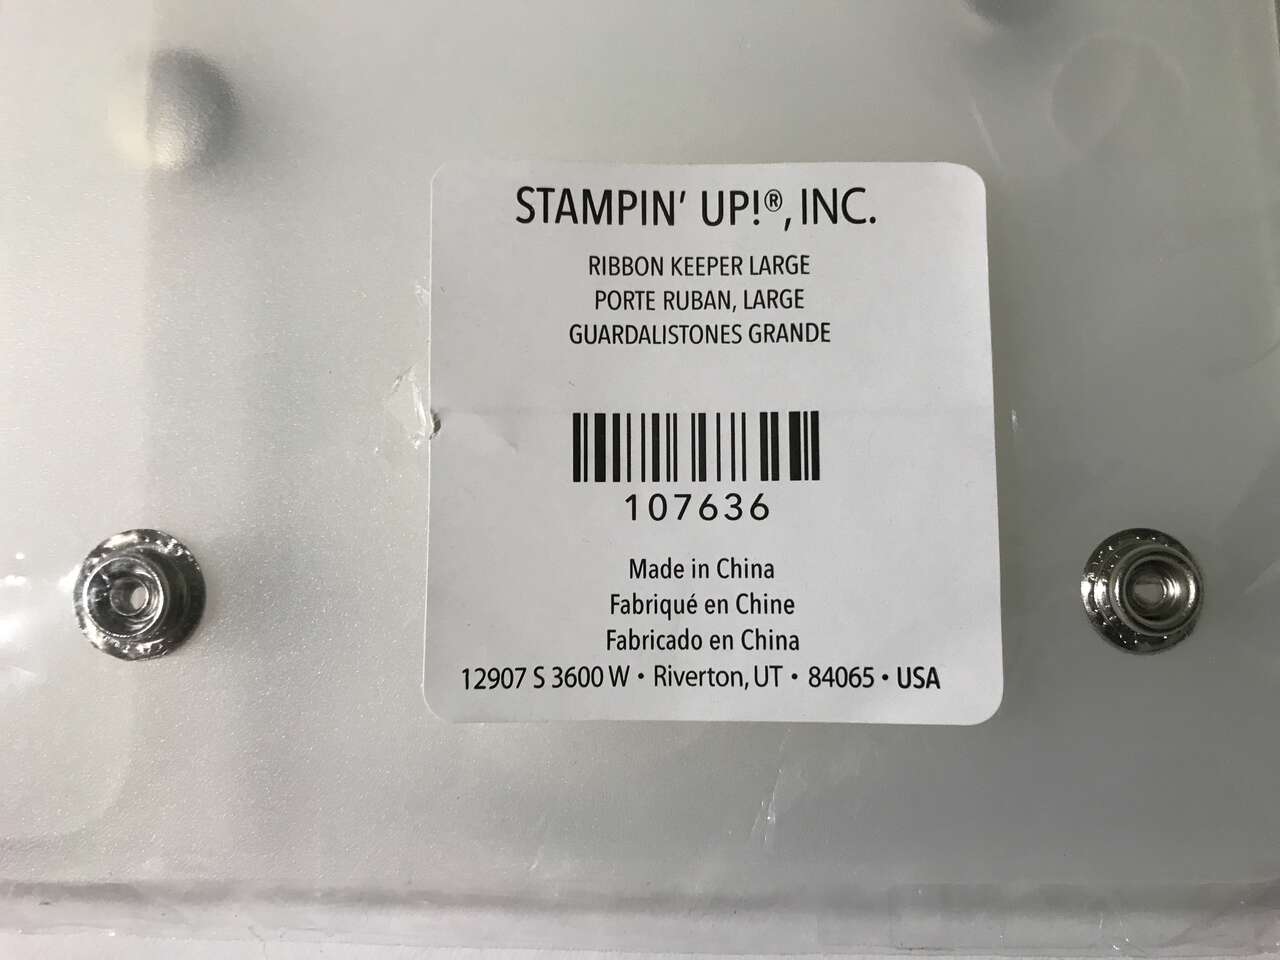 STAMPIN' UP!®, INC.
RIBBON KEEPER LARGE
PORTE RUBAN, LARGE
GUARDALISTONES GRANDE
107636
Made in China
Fabriqué en Chine
Fabricado en China
12907 S 3600 W • Riverton, UT • 84065 • USA